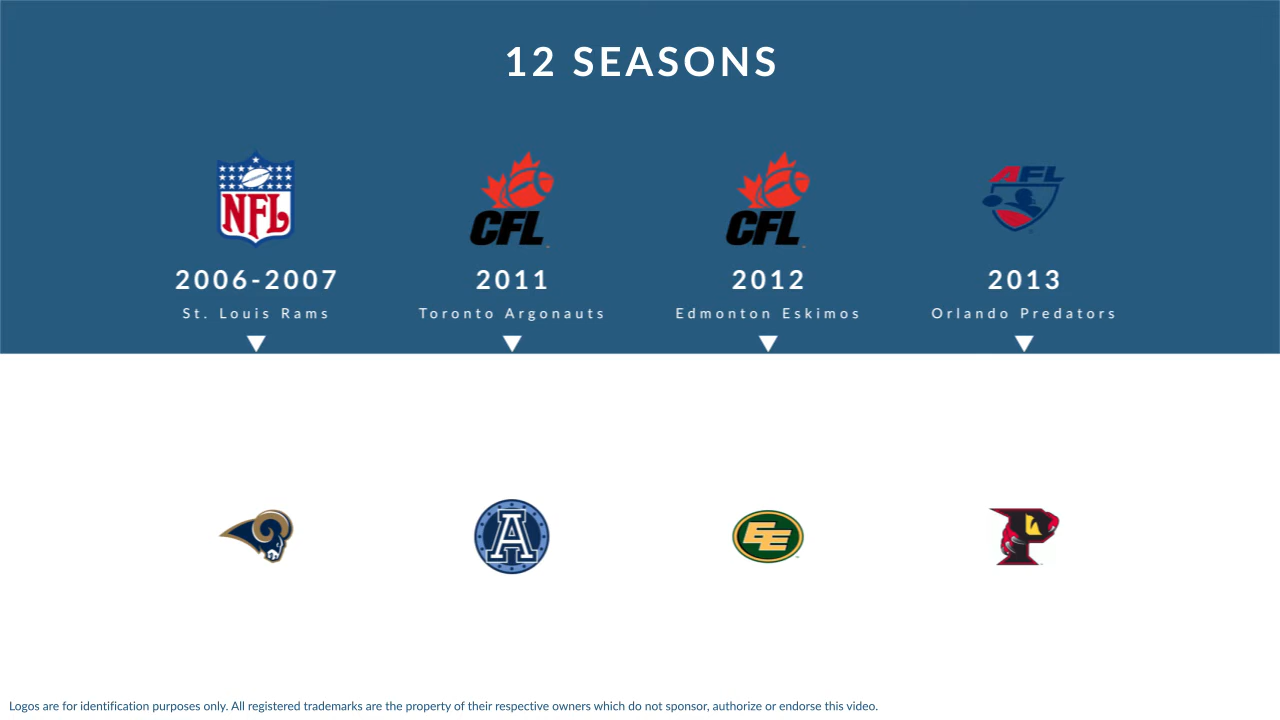 12 SEASONS
NFL
CFL
CFL
AFL
2006-2007
2011
2012
2013
St. Louis Rams
Toronto Argonauts
Edmonton Eskimos
Orlando Predators
A
EE
P
Logos are for identification purposes only. All registered trademarks are the property of their respective owners which do not sponsor, authorize or endorse this video.